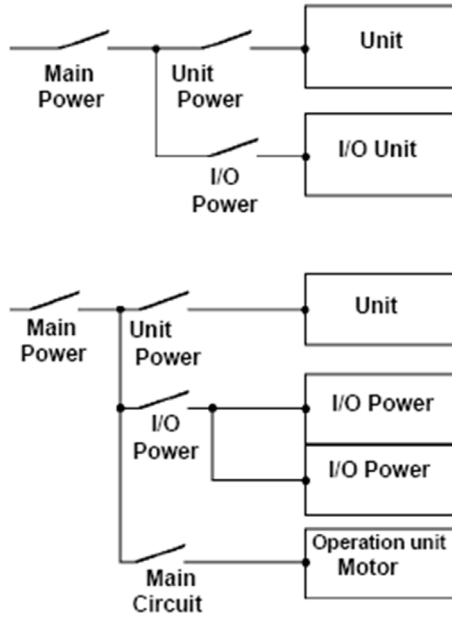 Unit
Main
Power
Unit
Power
I/O Unit
I/O
Power
Unit
Main
Power
Unit
Power
I/O Power
I/O
Power
I/O Power
Operation unit
Motor
Main
Circuit